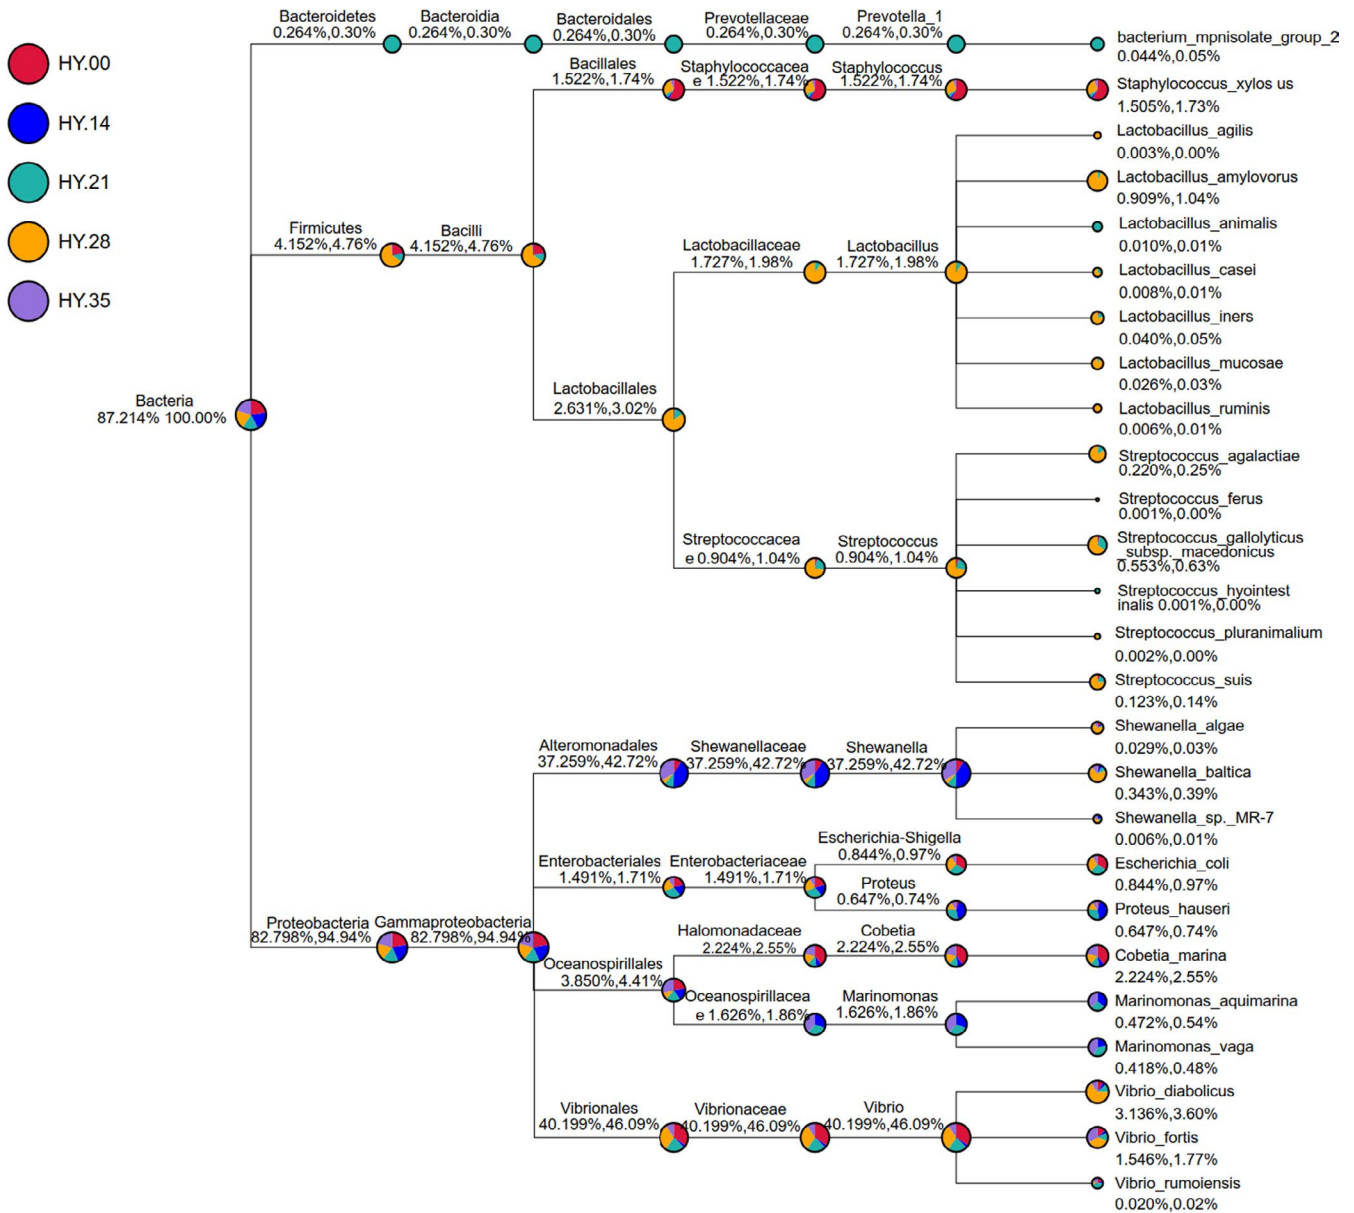 HY.00
HY.14
HY.21
HY.28
HY.35
Bacteria
87.214% 100.00%
Bacteroidetes
0.264%,0.30%
Bacteroidia
0.264%,0.30%
Bacteroidales
0.264%,0.30%
Prevotellaceae
0.264%,0.30%
Prevotella_1
0.264%,0.30%
bacterium_mpnisolate_group_2
0.044%,0.05%
Firmicutes
4.152%,4.76%
Bacilli
4.152%,4.76%
Bacillales
1.522%,1.74%
Staphylococcacea
e 1.522%,1.74%
Staphylococcus
1.522%,1.74%
Staphylococcus_xylos us
1.505%,1.73%
Lactobacillales
2.631%,3.02%
Lactobacillaceae
1.727%,1.98%
Lactobacillus
1.727%,1.98%
Lactobacillus_agilis
0.003%,0.00%
Lactobacillus_amylovorus
0.909%,1.04%
Lactobacillus_animalis
0.010%,0.01%
Lactobacillus_casei
0.008%,0.01%
Lactobacillus_iners
0.040%,0.05%
Lactobacillus_mucosae
0.026%,0.03%
Lactobacillus_ruminis
0.006%,0.01%
Streptococcacea
e 0.904%,1.04%
Streptococcus
0.904%,1.04%
Streptococcus_agalactiae
0.220%,0.25%
Streptococcus_ferus
0.001%,0.00%
Streptococcus_gallolyticus
_subsp._macedonicus
0.553%,0.63%
Streptococcus_hyointest
inalis 0.001%,0.00%
Streptococcus_pluranimalium
0.002%,0.00%
Streptococcus_suis
0.123%,0.14%
Proteobacteria
82.798%,94.94%
Gammaproteobacteria
82.798%,94.94%
Alteromonadales
37.259%,42.72%
Shewanellaceae
37.259%,42.72%
Shewanella
37.259%,42.72%
Shewanella_algae
0.029%,0.03%
Shewanella_baltica
0.343%,0.39%
Shewanella_sp._MR-7
0.006%,0.01%
Enterobacteriales
1.491%,1.71%
Enterobacteriaceae
1.491%,1.71%
Escherichia-Shigella
0.844%,0.97%
Escherichia_coli
0.844%,0.97%
Proteus
0.647%,0.74%
Proteus_hauseri
0.647%,0.74%
Oceanospirillales
3.850%,4.41%
Halomonadaceae
2.224%,2.55%
Cobetia
2.224%,2.55%
Cobetia_marina
2.224%,2.55%
Oceanospirillacea
e 1.626%,1.86%
Marinomonas
1.626%,1.86%
Marinomonas_aquimarina
0.472%,0.54%
Marinomonas_vaga
0.418%,0.48%
Vibrionales
40.199%,46.09%
Vibrionaceae
40.199%,46.09%
Vibrio
40.199%,46.09%
Vibrio_diabolicus
3.136%,3.60%
Vibrio_fortis
1.546%,1.77%
Vibrio_rumoiensis
0.020%,0.02%